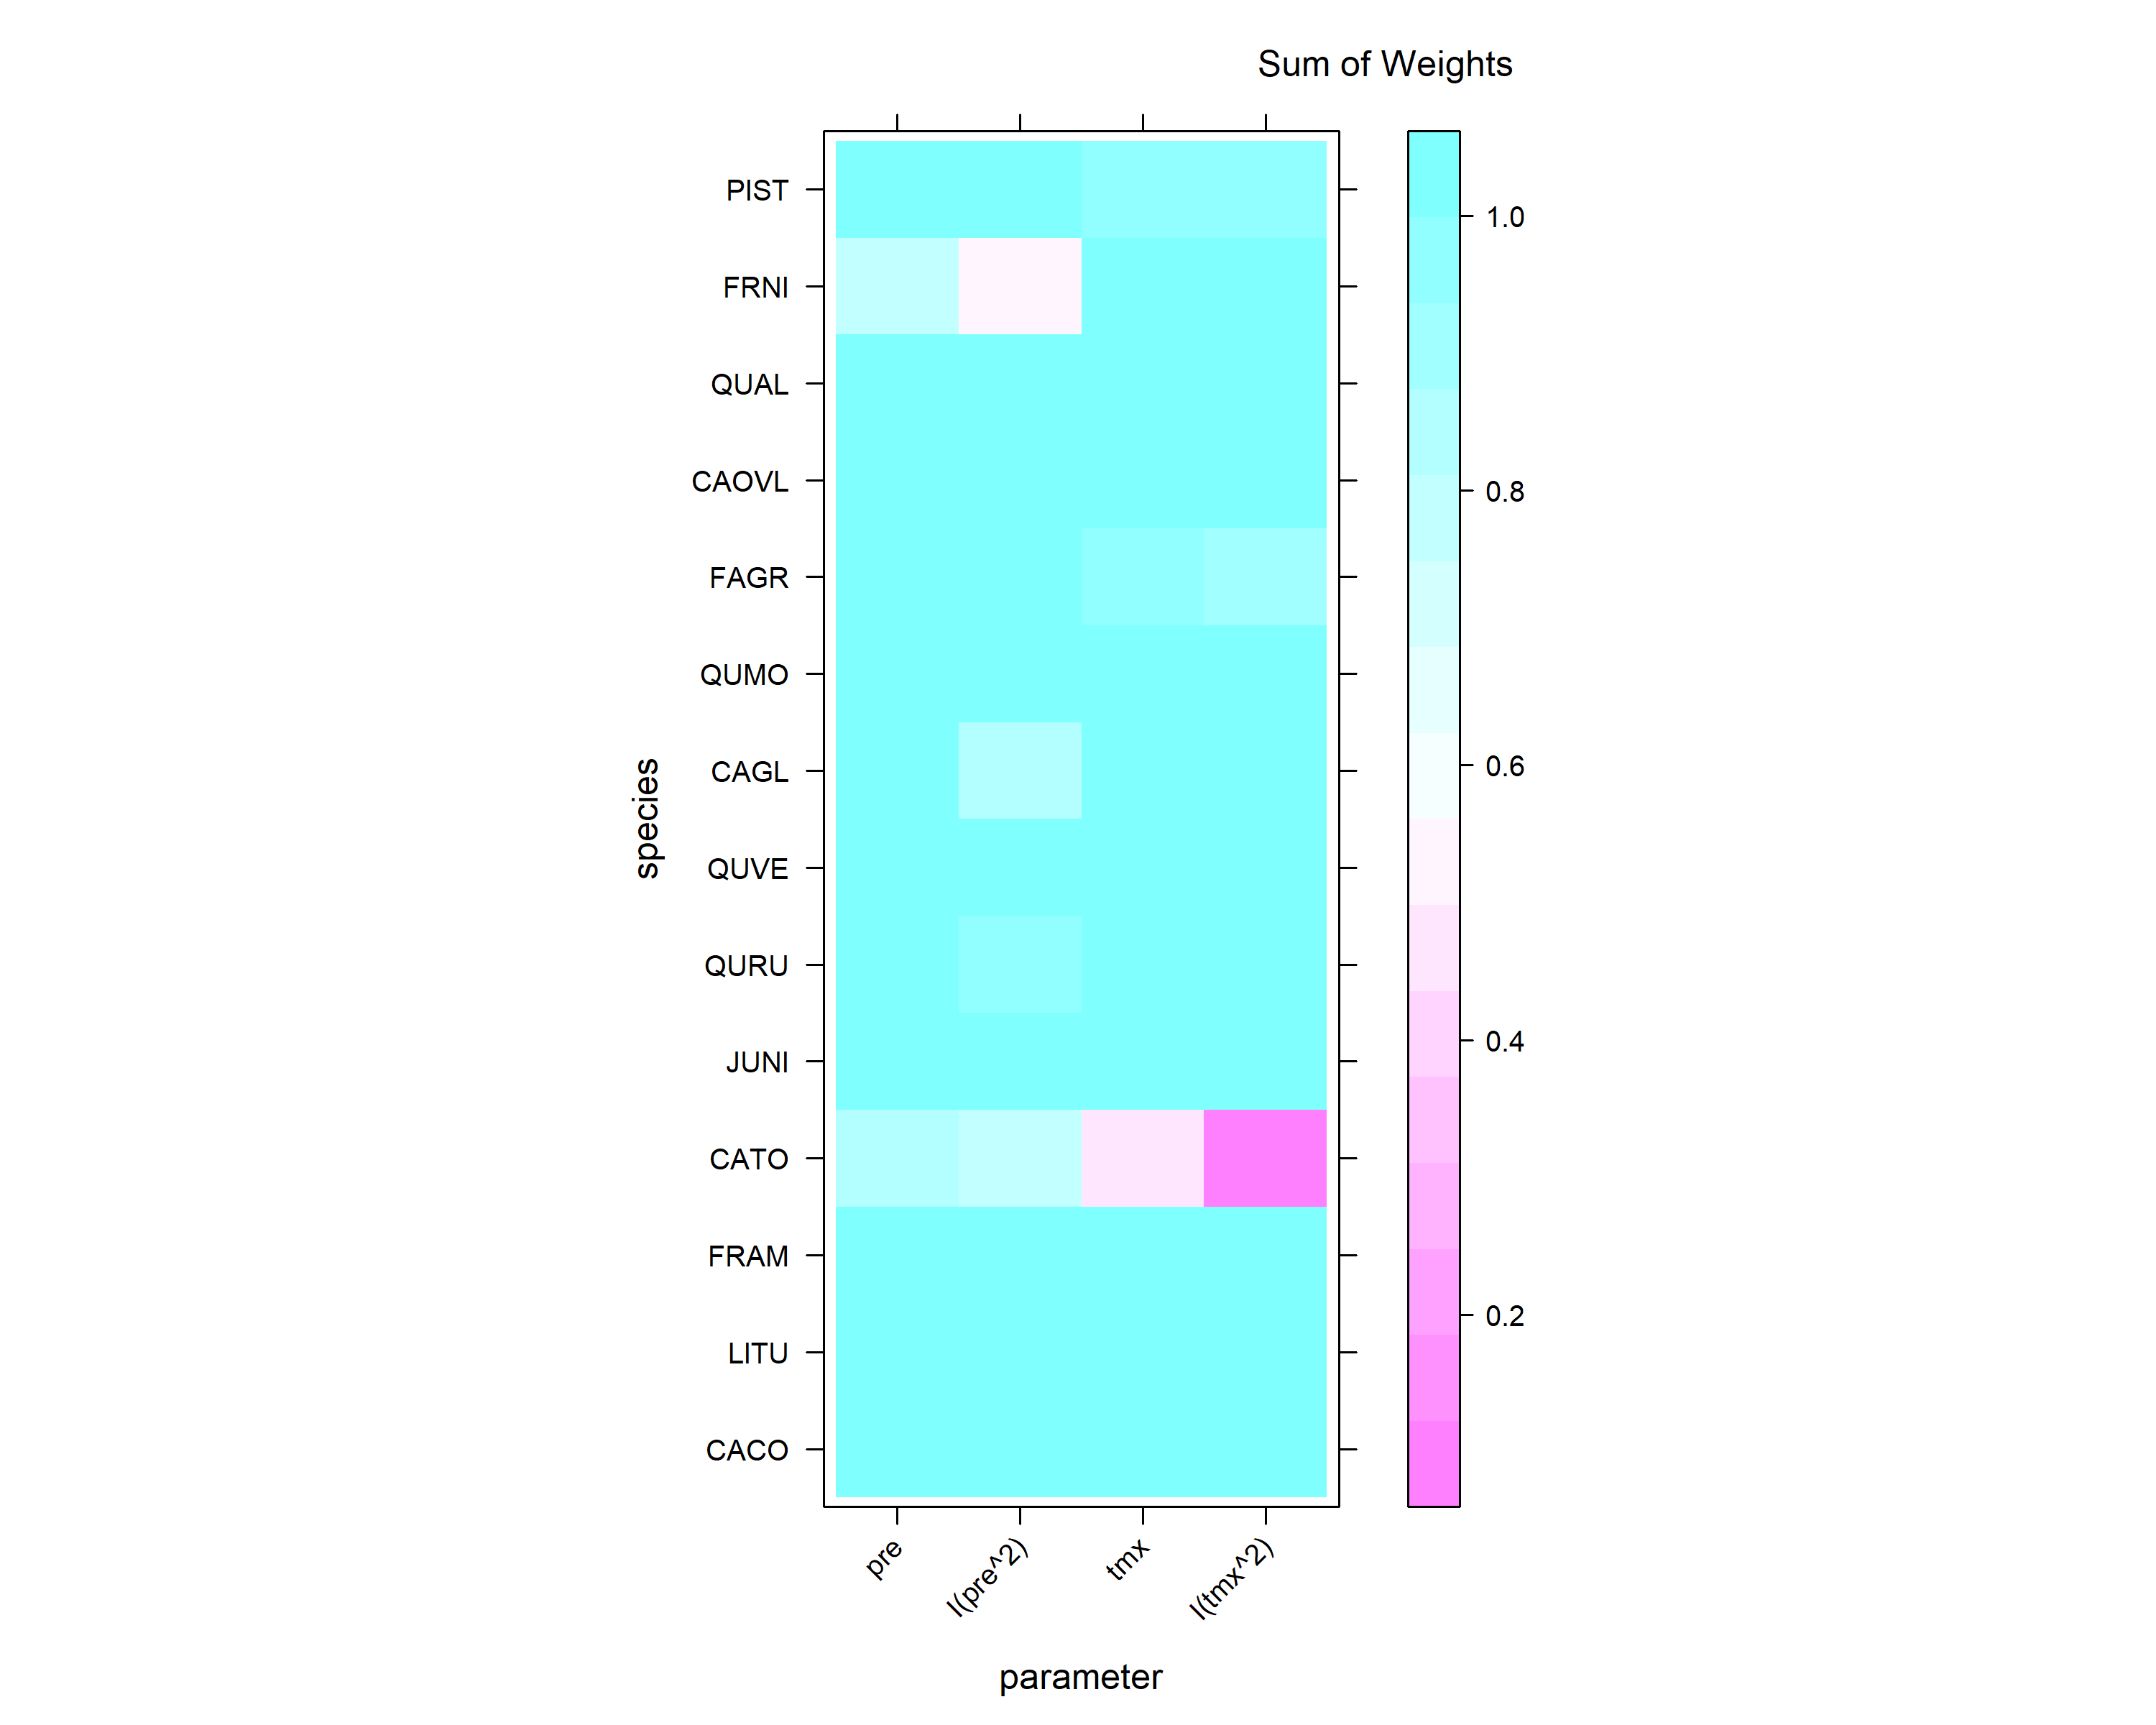 Sum of Weights
PIST
FRNI
QUAL
CAOVL
FAGR
QUMO
CAGL
QUVE
QURU
JUNI
CATO
FRAM
LITU
CACO
species
pre
I(pre^2)
tmx
I(tmx^2)
parameter
1.0
0.8
0.6
0.4
0.2